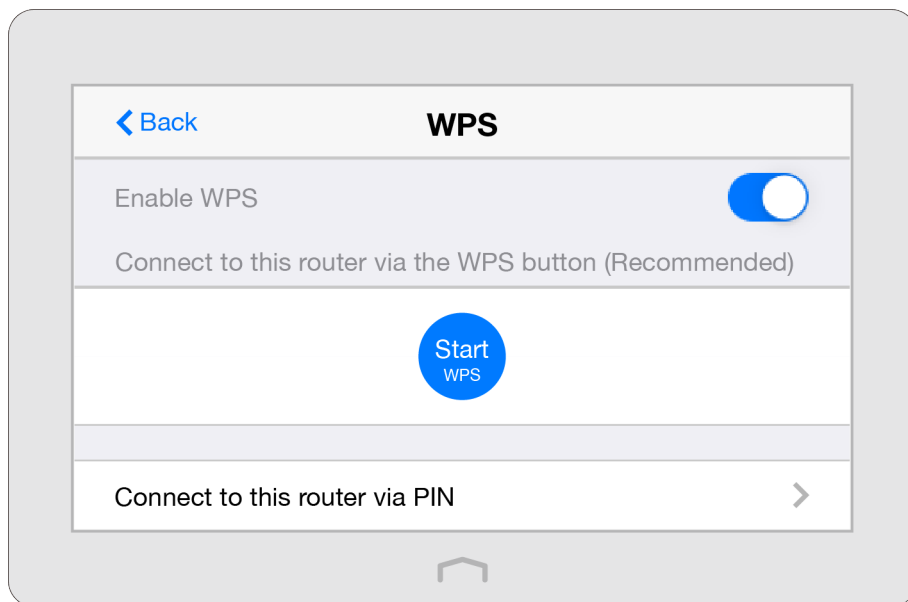 Back
WPS
Enable WPS
Connect to this router via the WPS button (Recommended)
Start
WPS
Connect to this router via PIN